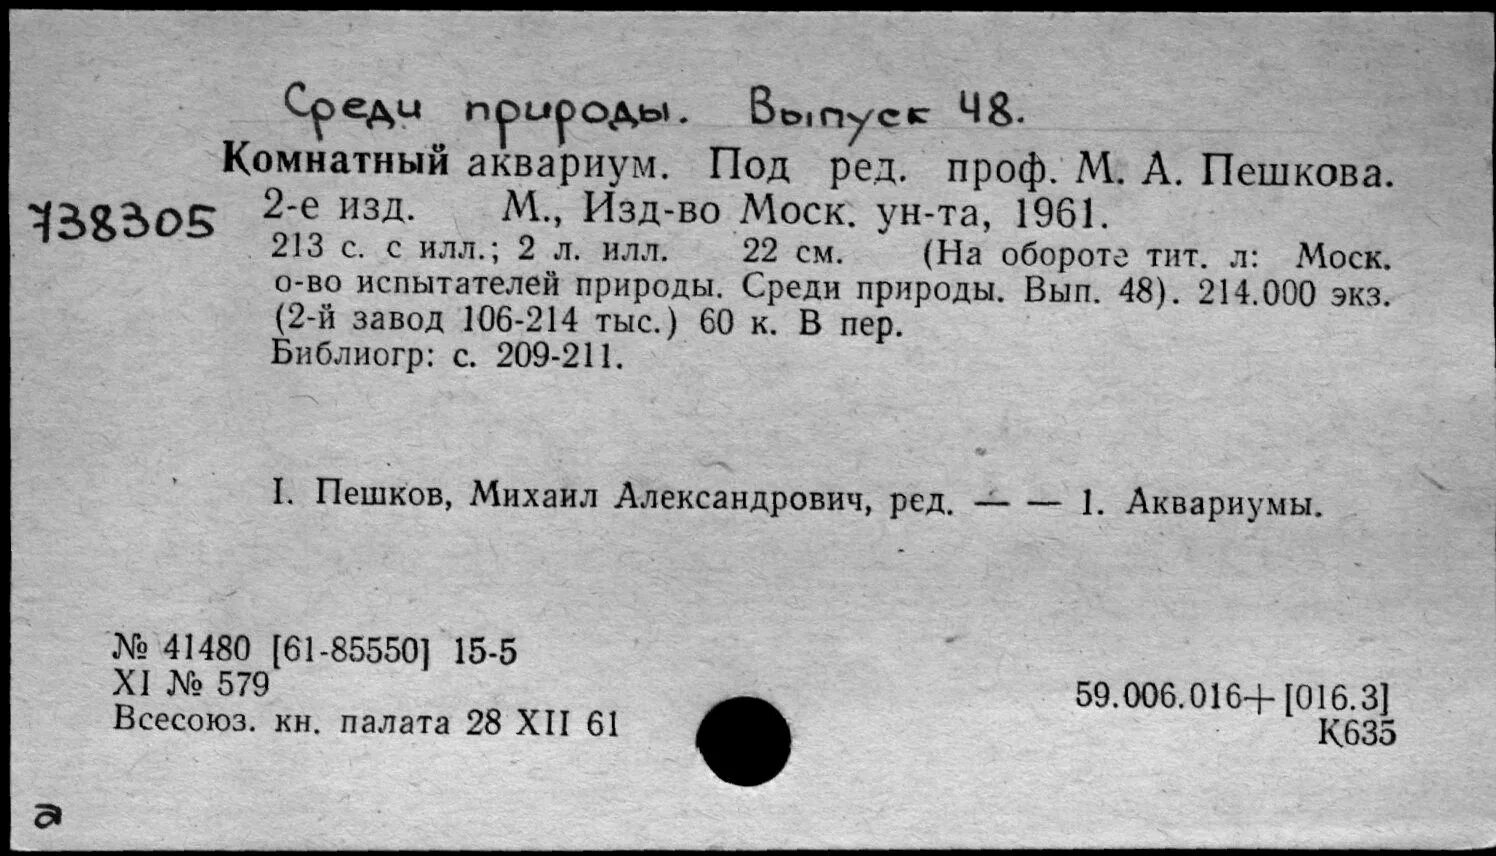 Среди природы. Выпуск 48.
Комнатный аквариум. Под ред. проф. М. А. Пешкова.
738305
2-е изд. М., Изд-во Моск. ун-та, 1961.
213 с. с илл.; 2 л. илл. 22 см. (На обороте тит. л: Моск.
о-во испытателей природы. Среди природы. Вып. 48). 214.000 экз.
(2-й завод 106-214 тыс.) 60 к. В пер.
Библиогр: с. 209-211.
I. Пешков, Михаил Александрович, ред. — — 1. Аквариумы.
№ 41480 [61-85550] 15-5
XI № 579
Всесоюз. кн. палата 28 XII 61
59.006.016+[016.3]
К635
а